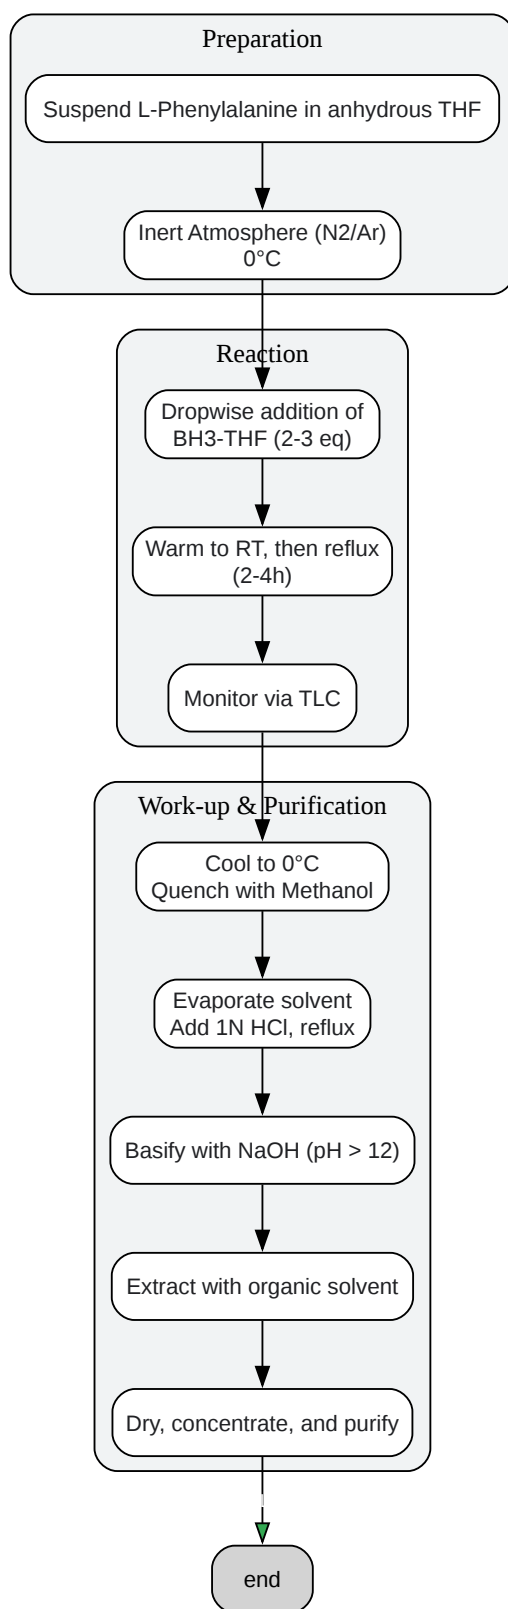 Preparation
Suspend L-Phenylalanine in anhydrous THF
Inert Atmosphere (N2/Ar)
0°C
Reaction
Dropwise addition of
BH3-THF (2-3 eq)
Warm to RT, then reflux
(2-4h)
Monitor via TLC
Work-up & Purification
Cool to 0°C
Quench with Methanol
Evaporate solvent
Add 1N HCl, reflux
Basify with NaOH (pH > 12)
Extract with organic solvent
Dry, concentrate, and purify
end